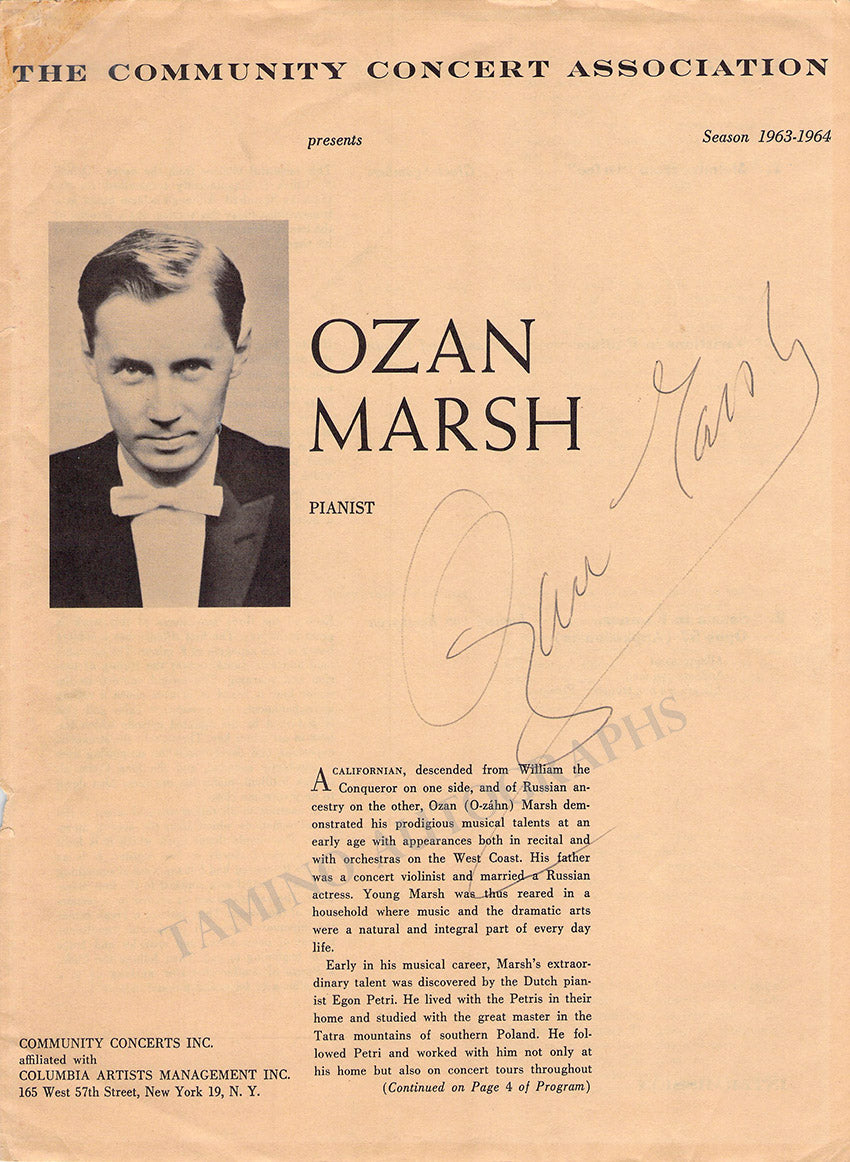 THE COMMUNITY CONCERT ASSOCIATION
presents
Season 1963-1964
OZAN
MARSH
PIANIST
Ozan Marsh
A CALIFORNIAN, descended from William the
Conqueror on one side, and of Russian an-
cestry on the other, Ozan (O-záhn) Marsh dem-
onstrated his prodigious musical talents at an
early age with appearances both in recital and
with orchestras on the West Coast. His father
was a concert violinist and married a Russian
actress. Young Marsh was thus reared in a
household where music and the dramatic arts
were a natural and integral part of every day
life.
Early in his musical career, Marsh's extraor-
dinary talent was discovered by the Dutch pian-
ist Egon Petri. He lived with the Petris in their
home and studied with the great master in the
Tatra mountains of southern Poland. He fol-
lowed Petri and worked with him not only at
his home but also on concert tours throughout
(Continued on Page 4 of Program)
COMMUNITY CONCERTS INC.
affiliated with
COLUMBIA ARTISTS MANAGEMENT INC.
165 West 57th Street, New York 19, N. Y.
TAMINO AUTOGRAPHS